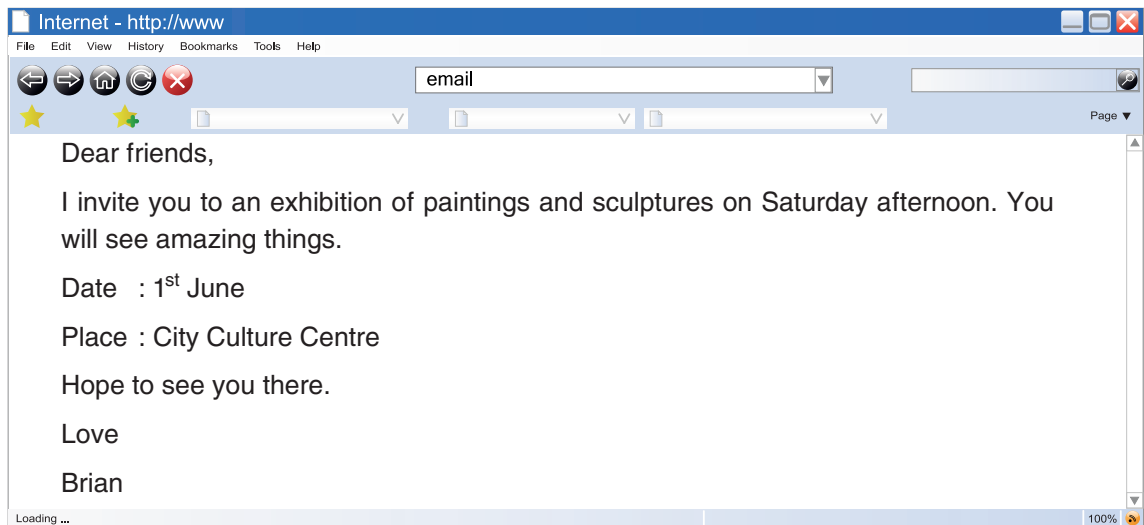 Internet - http://www
File Edit View History Bookmarks Tools Help
email
Page
Dear friends,
I invite you to an exhibition of paintings and sculptures on Saturday afternoon. You
will see amazing things.
Date : 1st June
Place : City Culture Centre
Hope to see you there.
Love
Brian
Loading ... 100%